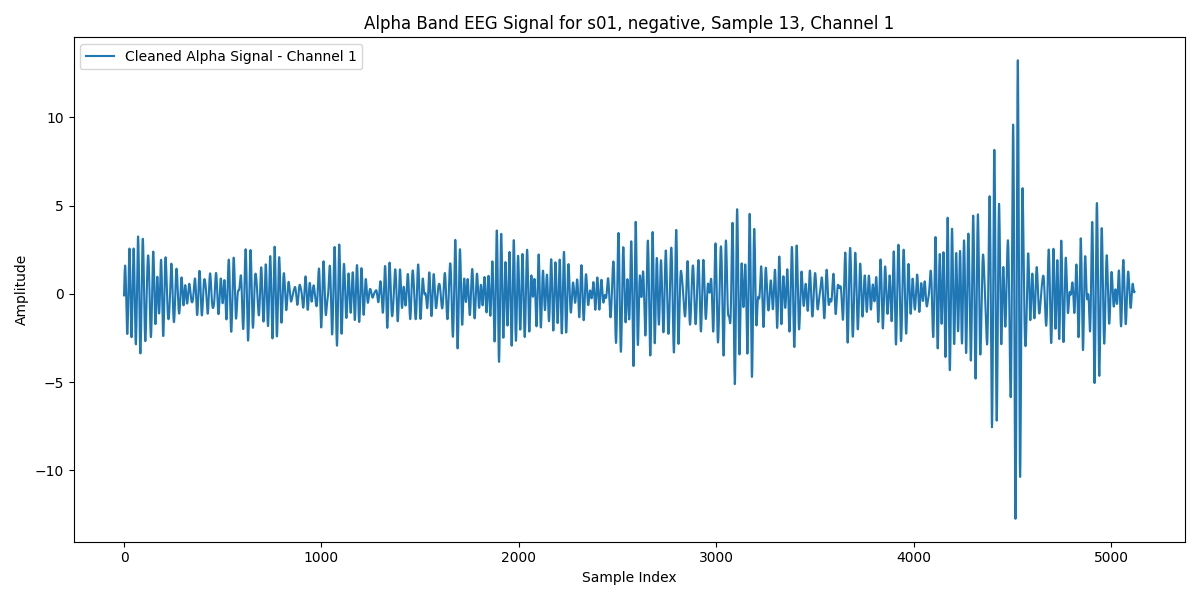 Alpha Band EEG Signal for s01, negative, Sample 13, Channel 1
Cleaned Alpha Signal - Channel 1
10
5
0
−5
−10
Amplitude
0 1000 2000 3000 4000 5000
Sample Index